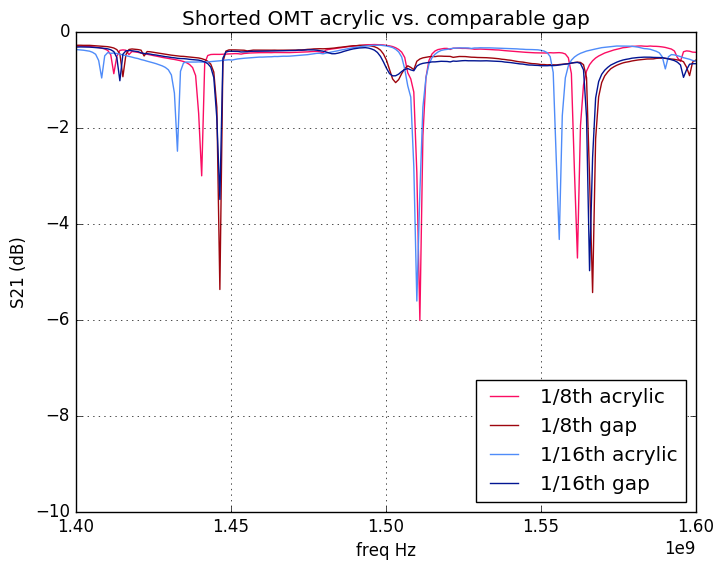 Shorted OMT acrylic vs. comparable gap
S21 (dB)
0
−2
−4
−6
−8
−10
1/8th acrylic
1/8th gap
1/16th acrylic
1/16th gap
1.40 1.45 1.50 1.55 1.60
freq Hz
1e9